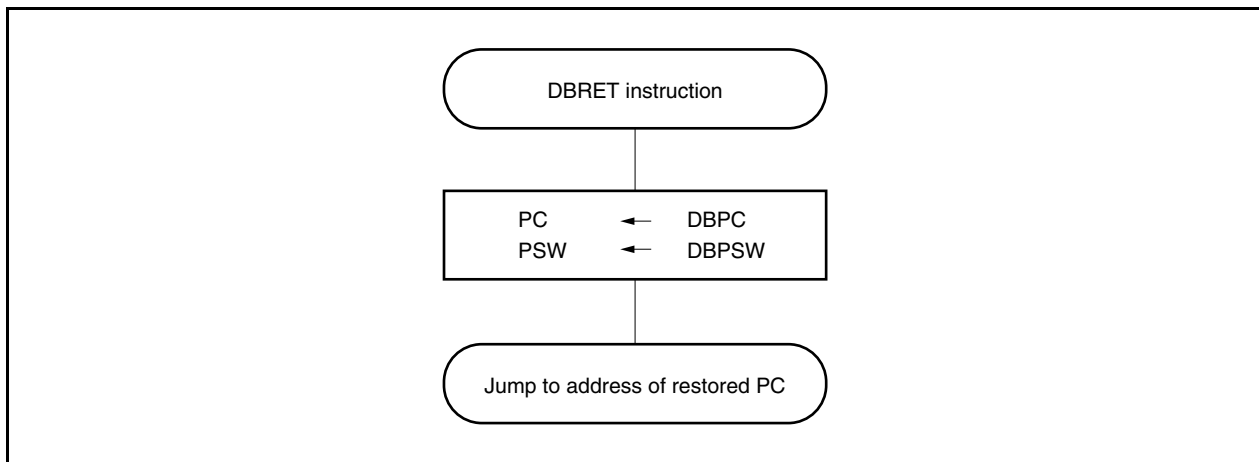 DBRET instruction
PC ← DBPC
PSW ← DBPSW
Jump to address of restored PC